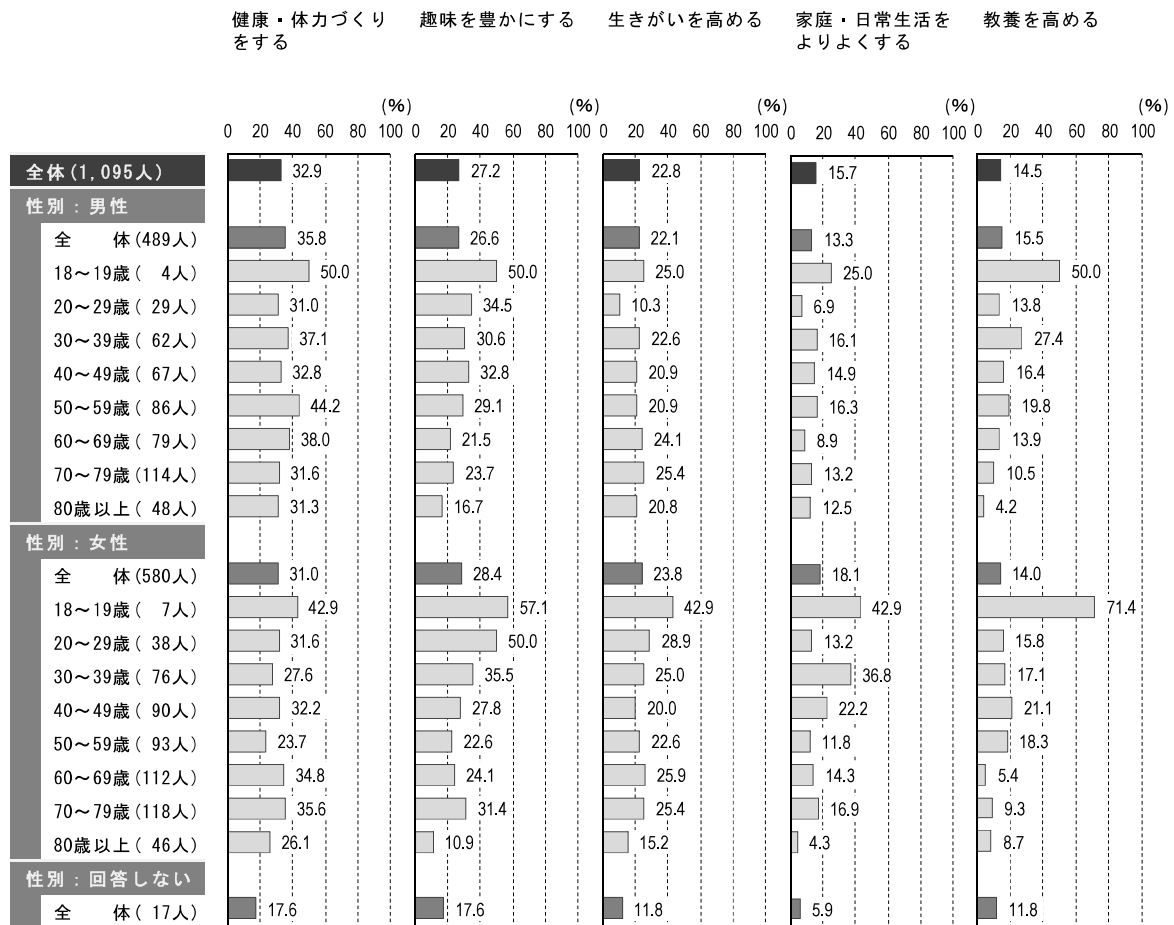 健康・体力づくり
をする
趣味を豊かにする
生きがいを高める
家庭・日常生活を
よりよくする
教養を高める
(%) (%) (%) (%) (%)
0 20 40 60 80 100 0 20 40 60 80 100 0 20 40 60 80 100 0 20 40 60 80 100 0 20 40 60 80 100
全体(1,095人) 32.9 27.2 22.8 15.7 14.5
性別：男性
全　体(489人) 35.8 26.6 22.1 13.3 15.5
18～19歳( 4人) 50.0 50.0 25.0 25.0 50.0
20～29歳( 29人) 31.0 34.5 10.3 6.9 13.8
30～39歳( 62人) 37.1 30.6 22.6 16.1 27.4
40～49歳( 67人) 32.8 32.8 20.9 14.9 16.4
50～59歳( 86人) 44.2 29.1 20.9 16.3 19.8
60～69歳( 79人) 38.0 21.5 24.1 8.9 13.9
70～79歳(114人) 31.6 23.7 25.4 13.2 10.5
80歳以上( 48人) 31.3 16.7 20.8 12.5 4.2
性別：女性
全　体(580人) 31.0 28.4 23.8 18.1 14.0
18～19歳( 7人) 42.9 57.1 42.9 42.9 71.4
20～29歳( 38人) 31.6 50.0 28.9 13.2 15.8
30～39歳( 76人) 27.6 35.5 25.0 36.8 17.1
40～49歳( 90人) 32.2 27.8 20.0 22.2 21.1
50～59歳( 93人) 23.7 22.6 22.6 11.8 18.3
60～69歳(112人) 34.8 24.1 25.9 14.3 5.4
70～79歳(118人) 35.6 31.4 25.4 16.9 9.3
80歳以上( 46人) 26.1 10.9 15.2 4.3 8.7
性別：回答しない
全　体( 17人) 17.6 17.6 11.8 5.9 11.8